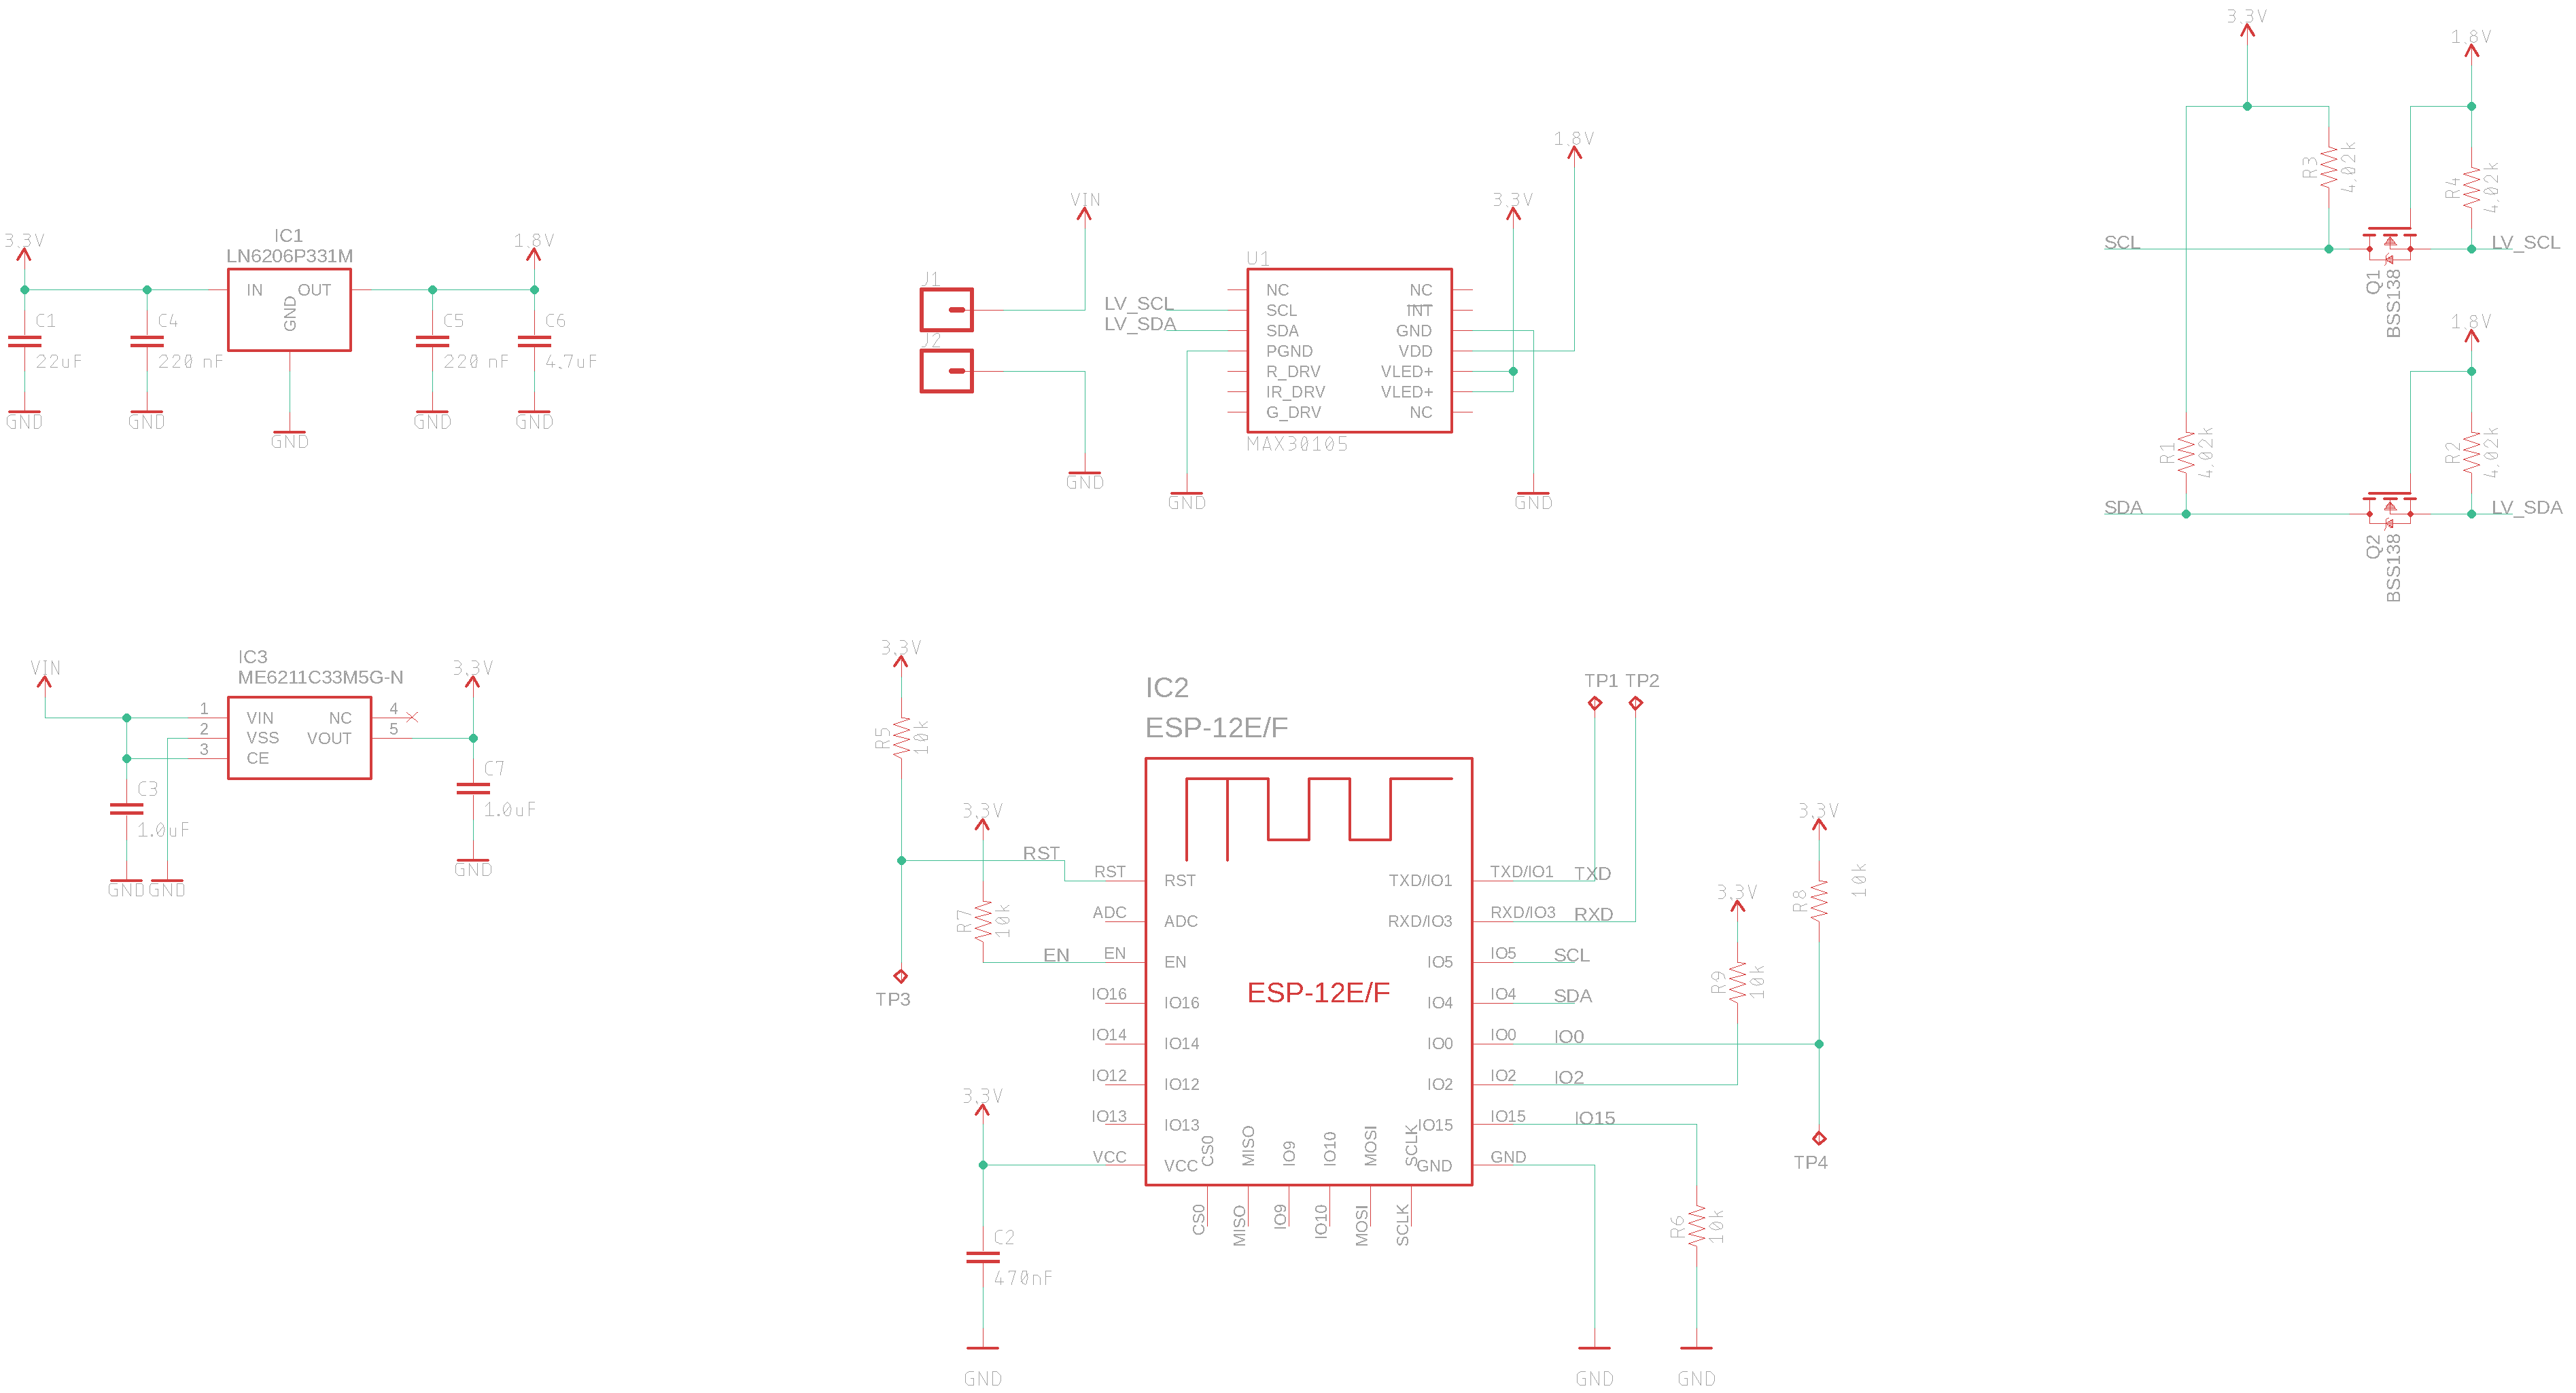 3.3V
IC1
LN6206P331M
1.8V
IN
OUT
GND
C1
22uF
C4
220 nF
C5
220 nF
C6
4.7uF
GND
GND
GND
GND
GND
VIN
IC3
ME6211C33M5G-N
3.3V
1
2
3
4
5
VIN
VSS
CE
NC
VOUT
C3
1.0uF
C7
1.0uF
GND
GND
GND
J1
J2
VIN
GND
LV_SCL
LV_SDA
U1
NC
SCL
SDA
PGND
R_DRV
IR_DRV
G_DRV
NC
INT
GND
VDD
VLED+
VLED+
NC
MAX30105
3.3V
1.8V
GND
GND
3.3V
1.8V
R3
4.02k
R4
4.02k
SCL
LV_SCL
Q1
BSS138
1.8V
R1
4.02k
R2
4.02k
SDA
LV_SDA
Q2
BSS138
3.3V
R5
10k
3.3V
R7
10k
RST
EN
TP3
IC2
ESP-12E/F
RST
ADC
EN
IO16
IO14
IO12
IO13
VCC
RST
ADC
EN
IO16
IO14
IO12
IO13
VCC
ESP-12E/F
TXD/IO1
RXD/IO3
IO5
IO4
IO0
IO2
IO15
GND
TXD/IO1
RXD/IO3
IO5
IO4
IO0
IO2
IO15
GND
CS0
MISO
IO9
IO10
MOSI
SCLK
CS0
MISO
IO9
IO10
MOSI
SCLK
TP1
TP2
TXD
RXD
SCL
SDA
IO0
IO2
IO15
3.3V
R9
10k
3.3V
R8
10k
TP4
R6
10k
3.3V
C2
470nF
GND
GND
GND